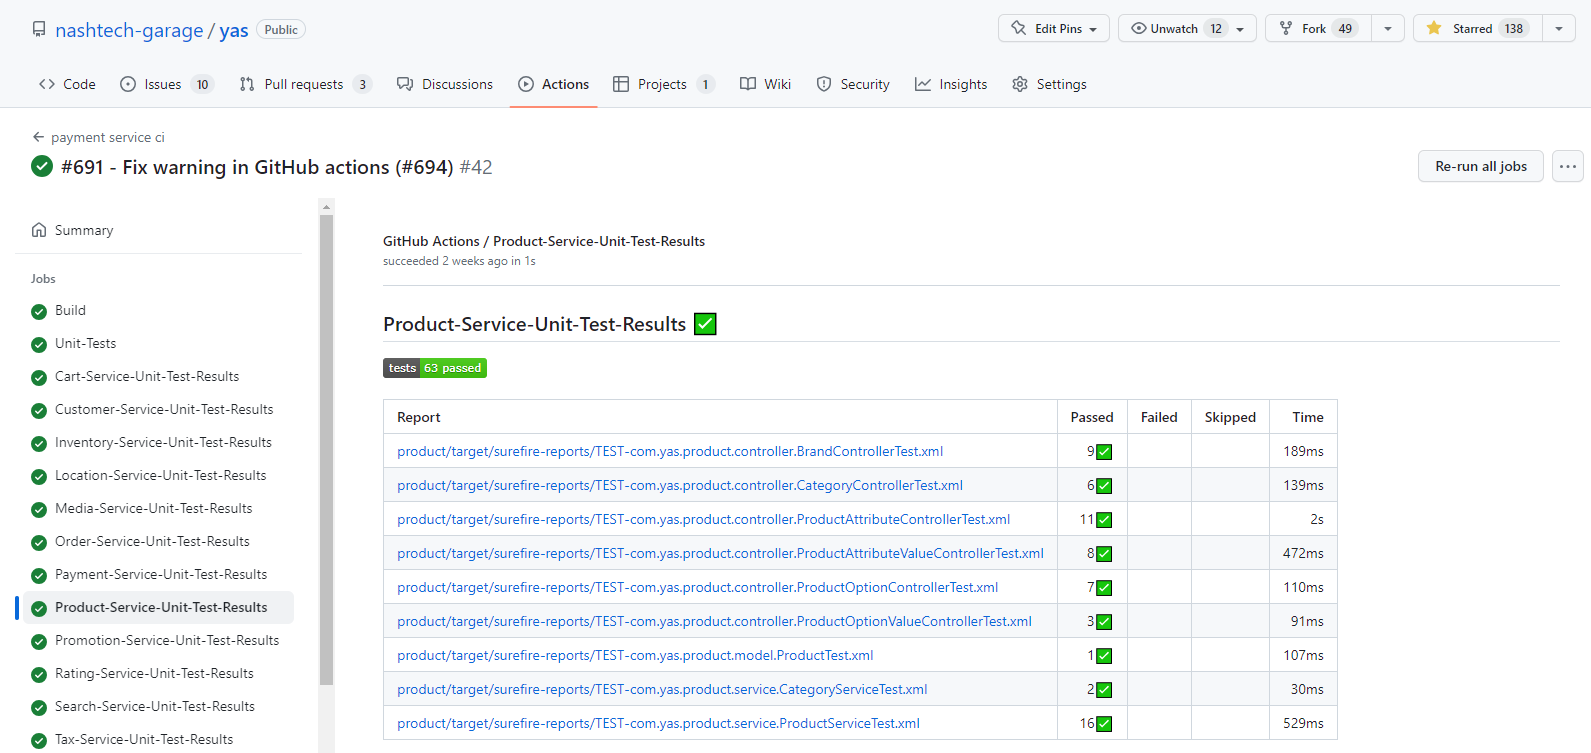 nashtech-garage / yas Public Edit Pins Unwatch 12 Fork 49 Starred 138
Code Issues 10 Pull requests 3 Discussions Actions Projects 1 Wiki Security Insights Settings
← payment service ci
#691 - Fix warning in GitHub actions (#694) #42 Re-run all jobs ...
Summary
Jobs
Build
Unit-Tests
Cart-Service-Unit-Test-Results
Customer-Service-Unit-Test-Results
Inventory-Service-Unit-Test-Results
Location-Service-Unit-Test-Results
Media-Service-Unit-Test-Results
Order-Service-Unit-Test-Results
Payment-Service-Unit-Test-Results
Product-Service-Unit-Test-Results
Promotion-Service-Unit-Test-Results
Rating-Service-Unit-Test-Results
Search-Service-Unit-Test-Results
Tax-Service-Unit-Test-Results
GitHub Actions / Product-Service-Unit-Test-Results
succeeded 2 weeks ago in 1s
Product-Service-Unit-Test-Results ✅
tests 63 passed
Report Passed Failed Skipped Time
product/target/surefire-reports/TEST-com.yas.product.controller.BrandControllerTest.xml 9✅ 189ms
product/target/surefire-reports/TEST-com.yas.product.controller.CategoryControllerTest.xml 6✅ 139ms
product/target/surefire-reports/TEST-com.yas.product.controller.ProductAttributeControllerTest.xml 11✅ 2s
product/target/surefire-reports/TEST-com.yas.product.controller.ProductAttributeValueControllerTest.xml 8✅ 472ms
product/target/surefire-reports/TEST-com.yas.product.controller.ProductOptionControllerTest.xml 7✅ 110ms
product/target/surefire-reports/TEST-com.yas.product.controller.ProductOptionValueControllerTest.xml 3✅ 91ms
product/target/surefire-reports/TEST-com.yas.product.model.ProductTest.xml 1✅ 107ms
product/target/surefire-reports/TEST-com.yas.product.service.CategoryServiceTest.xml 2✅ 30ms
product/target/surefire-reports/TEST-com.yas.product.service.ProductServiceTest.xml 16✅ 529ms